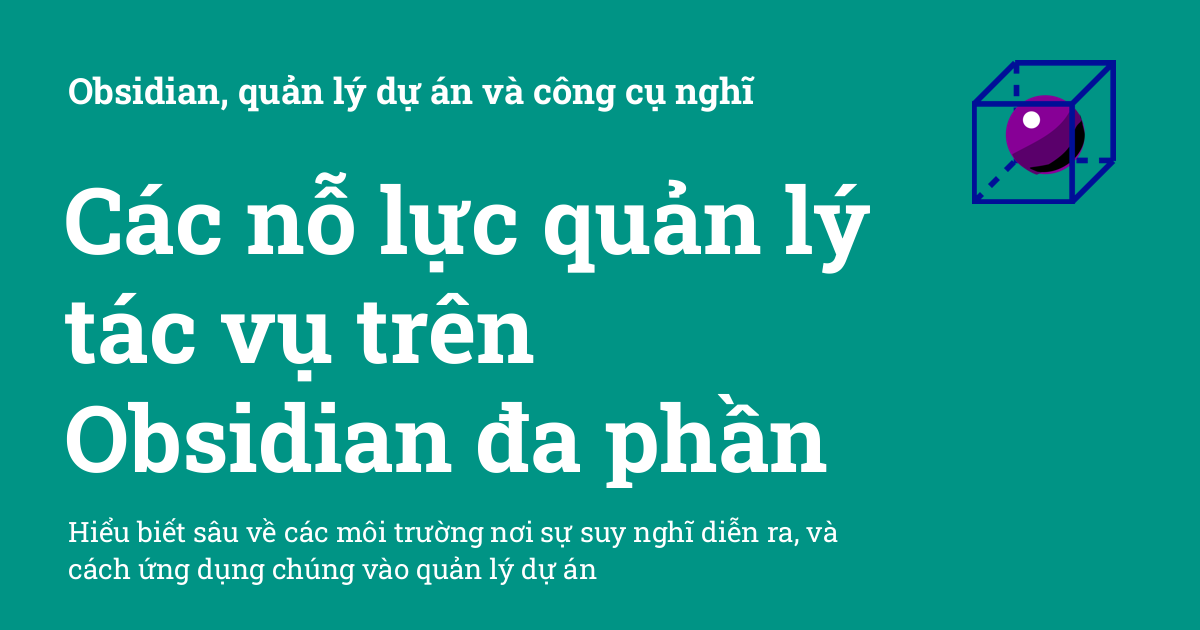 Obsidian, quản lý dự án và công cụ nghĩ
Các nỗ lực quản lý
tác vụ trên
Obsidian đa phần
Hiểu biết sâu về các môi trường nơi sự suy nghĩ diễn ra, và
cách ứng dụng chúng vào quản lý dự án